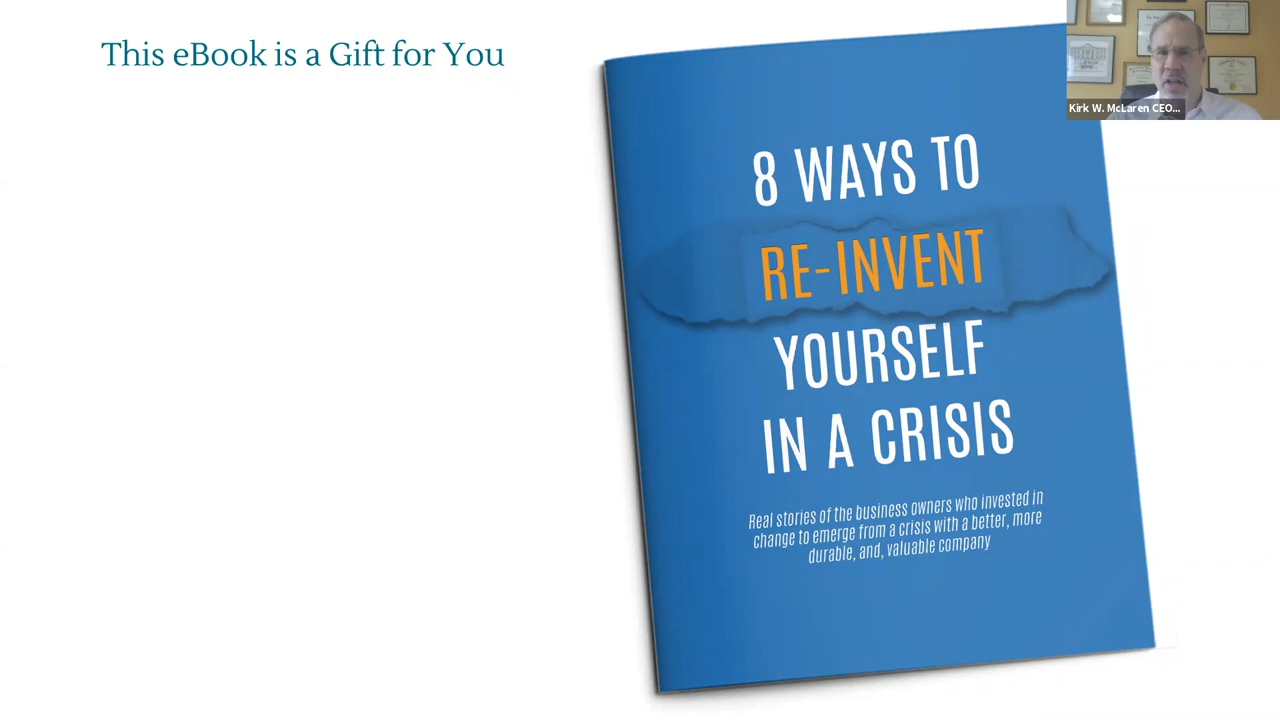 This eBook is a Gift for You
Kirk W. McLaren CEO...
8 WAYS TO
RE-INVENT
YOURSELF
IN A CRISIS
Real stories of the business owners who invested in
change to emerge from a crisis with a better, more
durable, and, valuable company